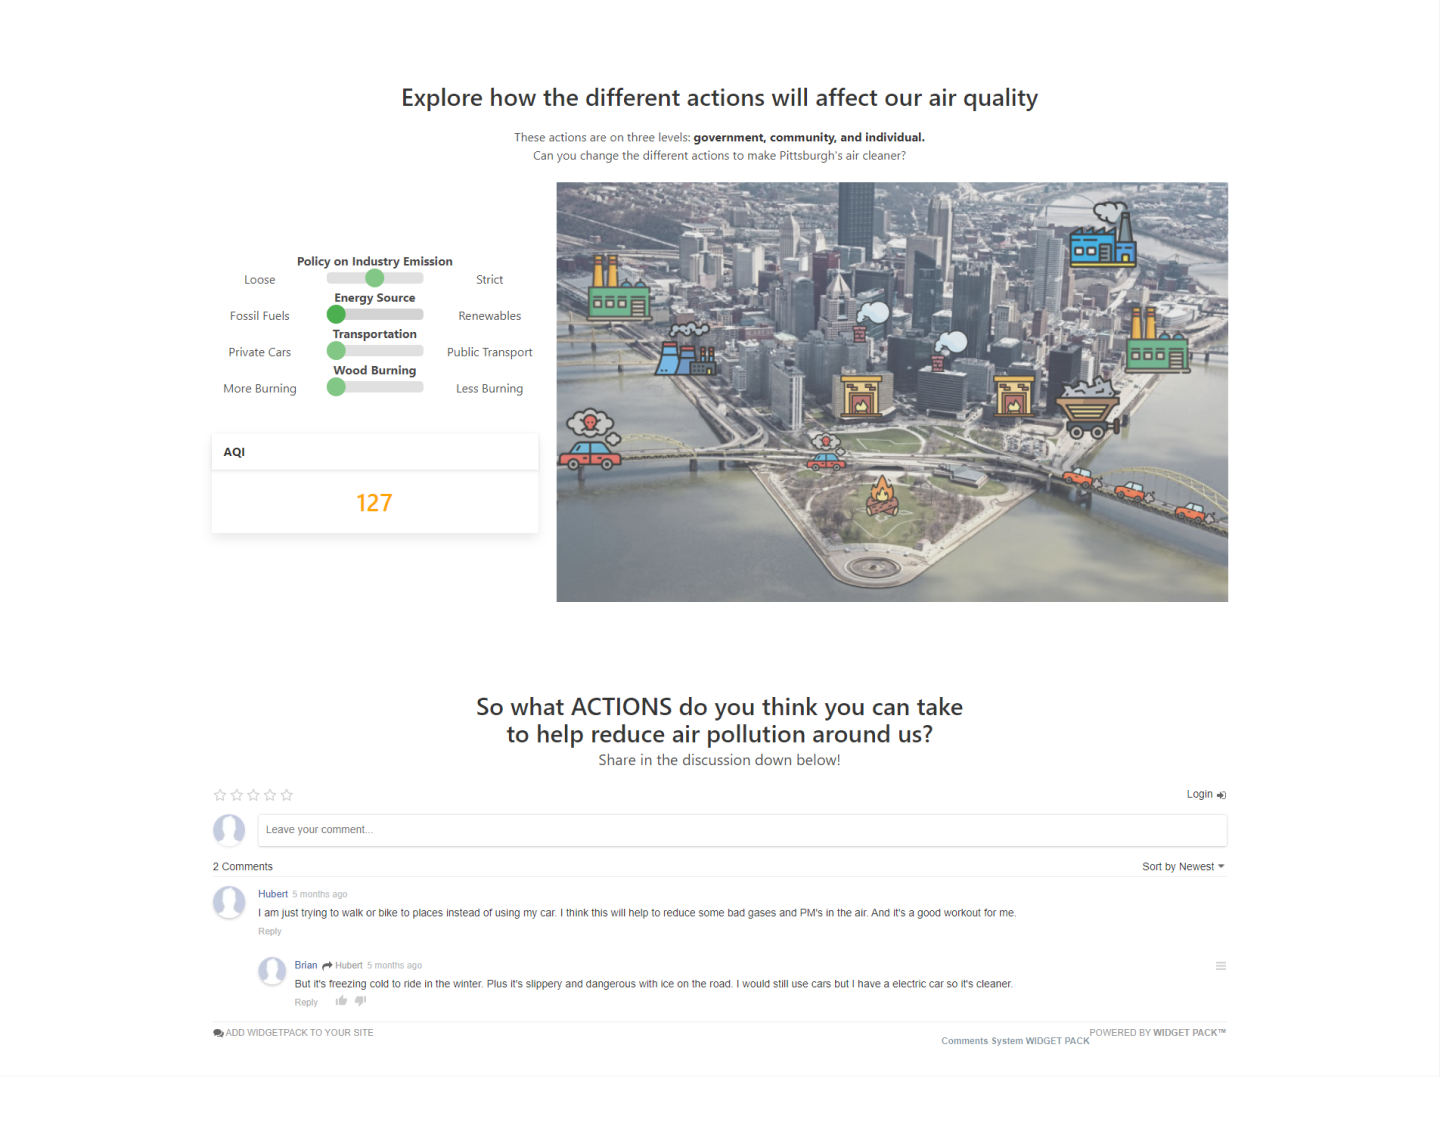 Explore how the different actions will affect our air quality
These actions are on three levels: government, community, and individual.
Can you change the different actions to make Pittsburgh's air cleaner?
Policy on Industry Emission
Loose
Strict
Energy Source
Fossil Fuels
Renewables
Transportation
Private Cars
Public Transport
Wood Burning
More Burning
Less Burning
AQI
127
So what ACTIONS do you think you can take
to help reduce air pollution around us?
Share in the discussion down below!
Login
Leave your comment...
2 Comments
Sort by Newest
Hubert 5 months ago
I am just trying to walk or bike to places instead of using my car. I think this will help to reduce some bad gases and PM's in the air. And it's a good workout for me.
Reply
Brian Hubert 5 months ago
But it's freezing cold to ride in the winter. Plus it's slippery and dangerous with ice on the road. I would still use cars but I have a electric car so it's cleaner.
Reply
ADD WIDGETPACK TO YOUR SITE
POWERED BY WIDGET PACK™
Comments System WIDGET PACK